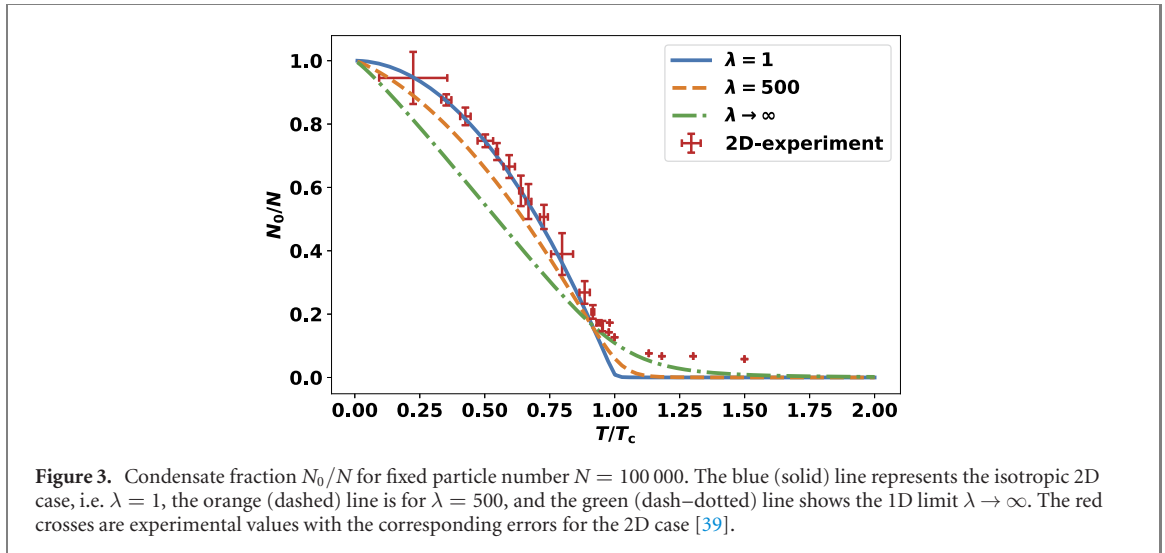 1.0
0.8
0.6
0.4
0.2
0.0
N₀/N
λ = 1
λ = 500
λ → ∞
2D-experiment
0.00 0.25 0.50 0.75 1.00 1.25 1.50 1.75 2.00
T/T_c
Figure 3. Condensate fraction N₀/N for fixed particle number N = 100 000. The blue (solid) line represents the isotropic 2D
case, i.e. λ = 1, the orange (dashed) line is for λ = 500, and the green (dash–dotted) line shows the 1D limit λ → ∞. The red
crosses are experimental values with the corresponding errors for the 2D case [39].